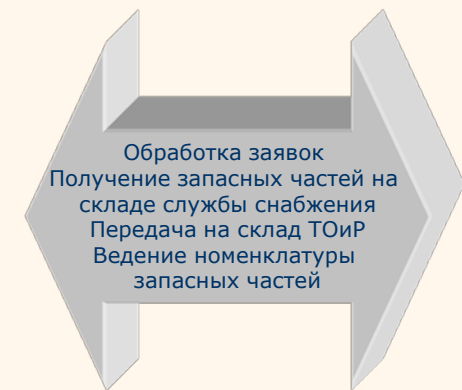 Обработка заявок
Получение запасных частей на
складе службы снабжения
Передача на склад ТОиР
Ведение номенклатуры
запасных частей